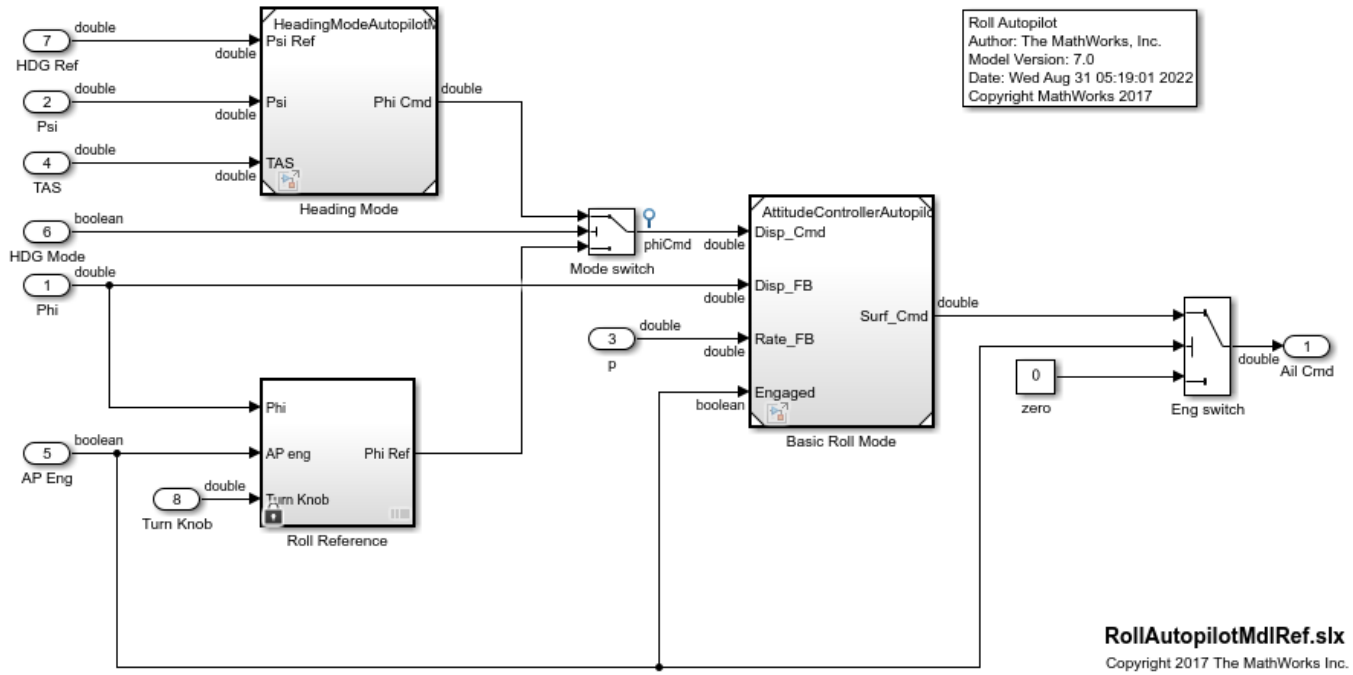 double
7
HDG Ref
double
double
2
Psi
double
double
4
TAS
double
HeadingModeAutopilotM
Psi Ref
Psi
Phi Cmd
TAS
Heading Mode
double
Roll Autopilot
Author: The MathWorks, Inc.
Model Version: 7.0
Date: Wed Aug 31 05:19:01 2022
Copyright MathWorks 2017
boolean
6
HDG Mode
double
1
Phi
Mode switch
phiCmd
double
double
double
3
p
double
boolean
AttitudeControllerAutopilo
Disp_Cmd
Disp_FB
Surf_Cmd
Rate_FB
Engaged
Basic Roll Mode
double
0
zero
Eng switch
double
1
Ail Cmd
boolean
5
AP Eng
double
8
Turn Knob
Phi
AP eng
Phi Ref
Turn Knob
Roll Reference
RollAutopilotMdlRef.slx
Copyright 2017 The MathWorks Inc.